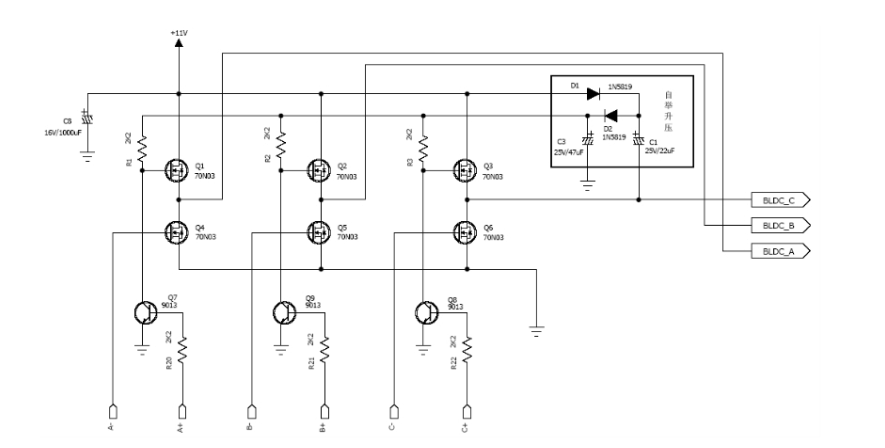 +11V
D1
1N5819
自
举
升
压
C6
16V/1000uF
2K2
R1
2K2
R2
2K2
R3
D2
1N5819
C3
25V/47uF
C1
25V/22uF
Q1
70N03
Q2
70N03
Q3
70N03
BLDC_C
BLDC_B
BLDC_A
Q4
70N03
Q5
70N03
Q6
70N03
Q7
9013
Q9
9013
Q8
9013
2K2
R20
2K2
R21
2K2
R22
A-
A+
B-
B+
C-
C+